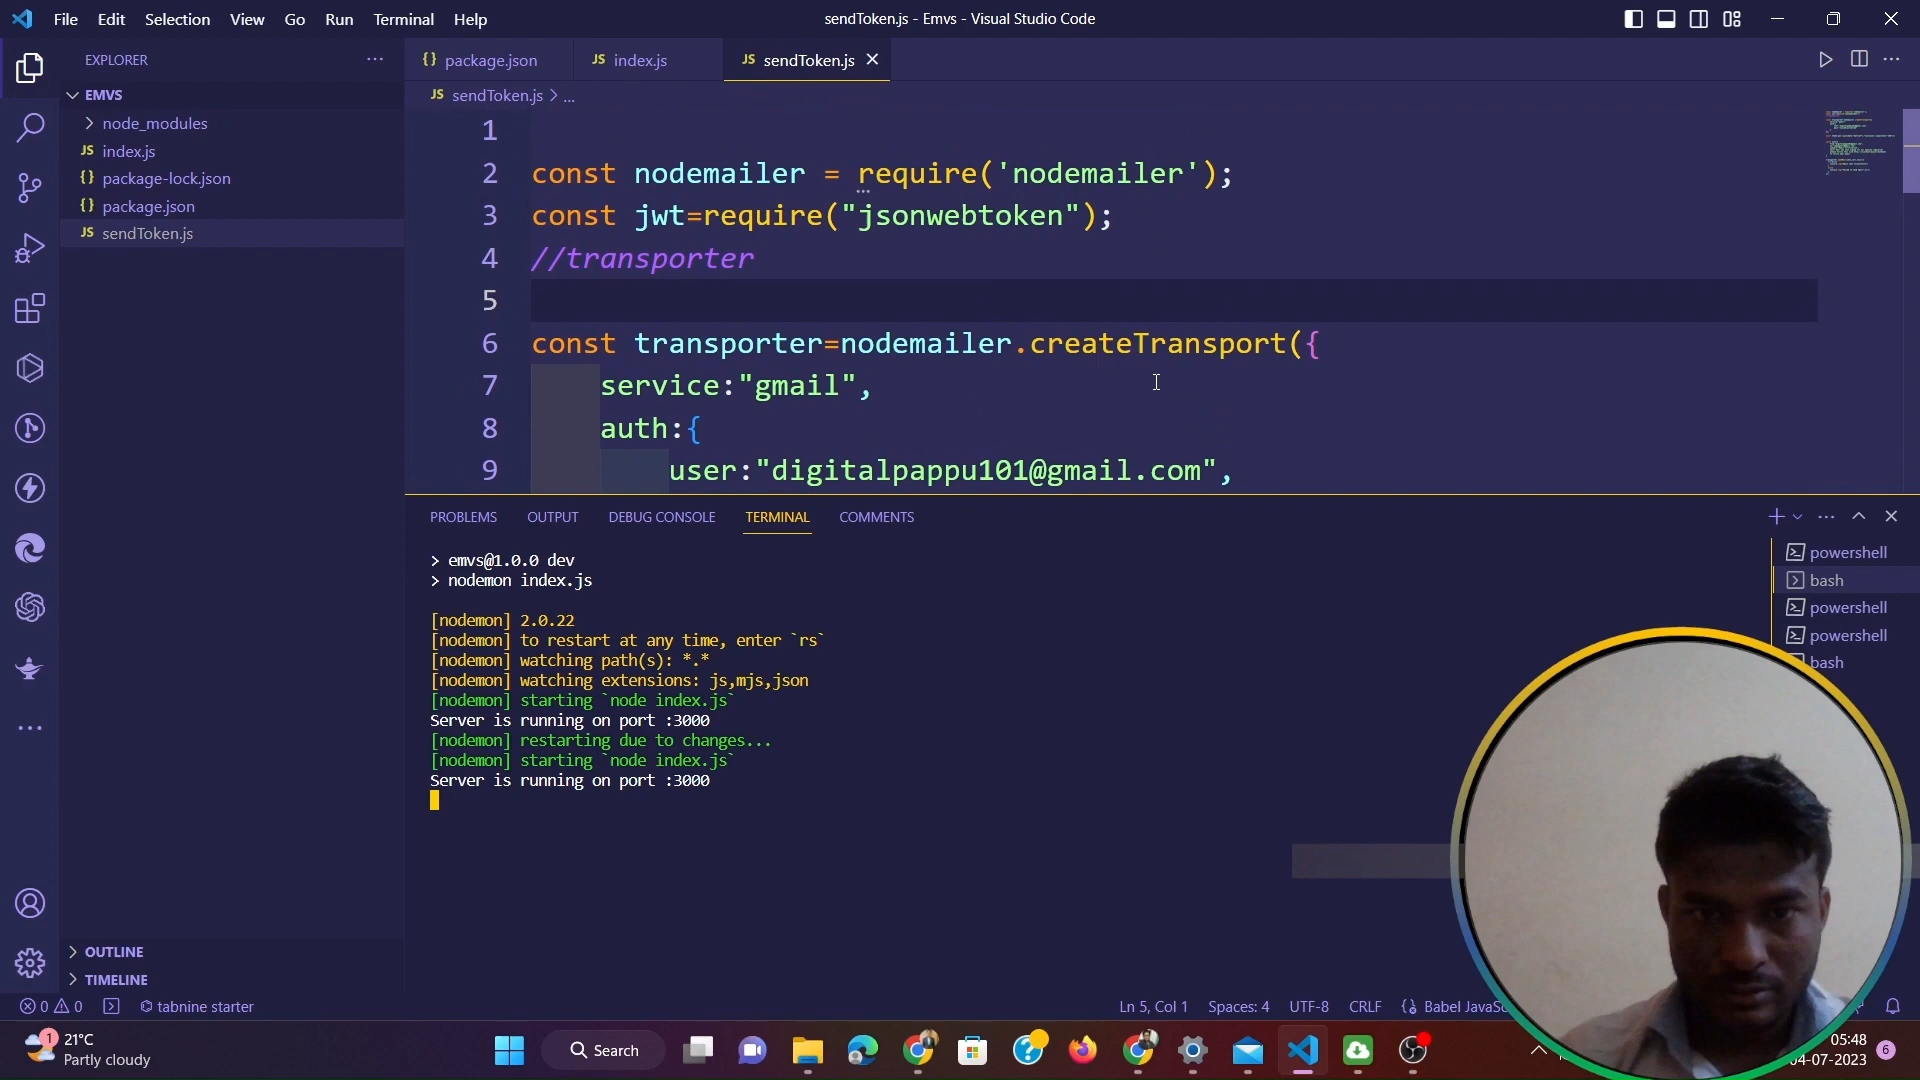 File Edit Selection View Go Run Terminal Help
sendToken.js - Emvs - Visual Studio Code
EXPLORER
EMVS
node_modules
JS index.js
{} package-lock.json
{} package.json
JS sendToken.js
OUTLINE
TIMELINE
{} package.json
JS index.js
JS sendToken.js
JS sendToken.js > ...
1
2 const nodemailer = require('nodemailer');
3 const jwt=require("jsonwebtoken");
4 //transporter
5
6 const transporter=nodemailer.createTransport({
7 service:"gmail",
8 auth:{
9 user:"digitalpappu101@gmail.com",
PROBLEMS OUTPUT DEBUG CONSOLE TERMINAL COMMENTS
> emvs@1.0.0 dev
> nodemon index.js
[nodemon] 2.0.22
[nodemon] to restart at any time, enter `rs`
[nodemon] watching path(s): *.*
[nodemon] watching extensions: js,mjs,json
[nodemon] starting `node index.js`
Server is running on port :3000
[nodemon] restarting due to changes...
[nodemon] starting `node index.js`
Server is running on port :3000
powershell
bash
powershell
powershell
bash
0 0 tabnine starter
Ln 5, Col 1 Spaces: 4 UTF-8 CRLF {} Babel
1
21°C
Partly cloudy
Search
05:48
04-07-2023
6